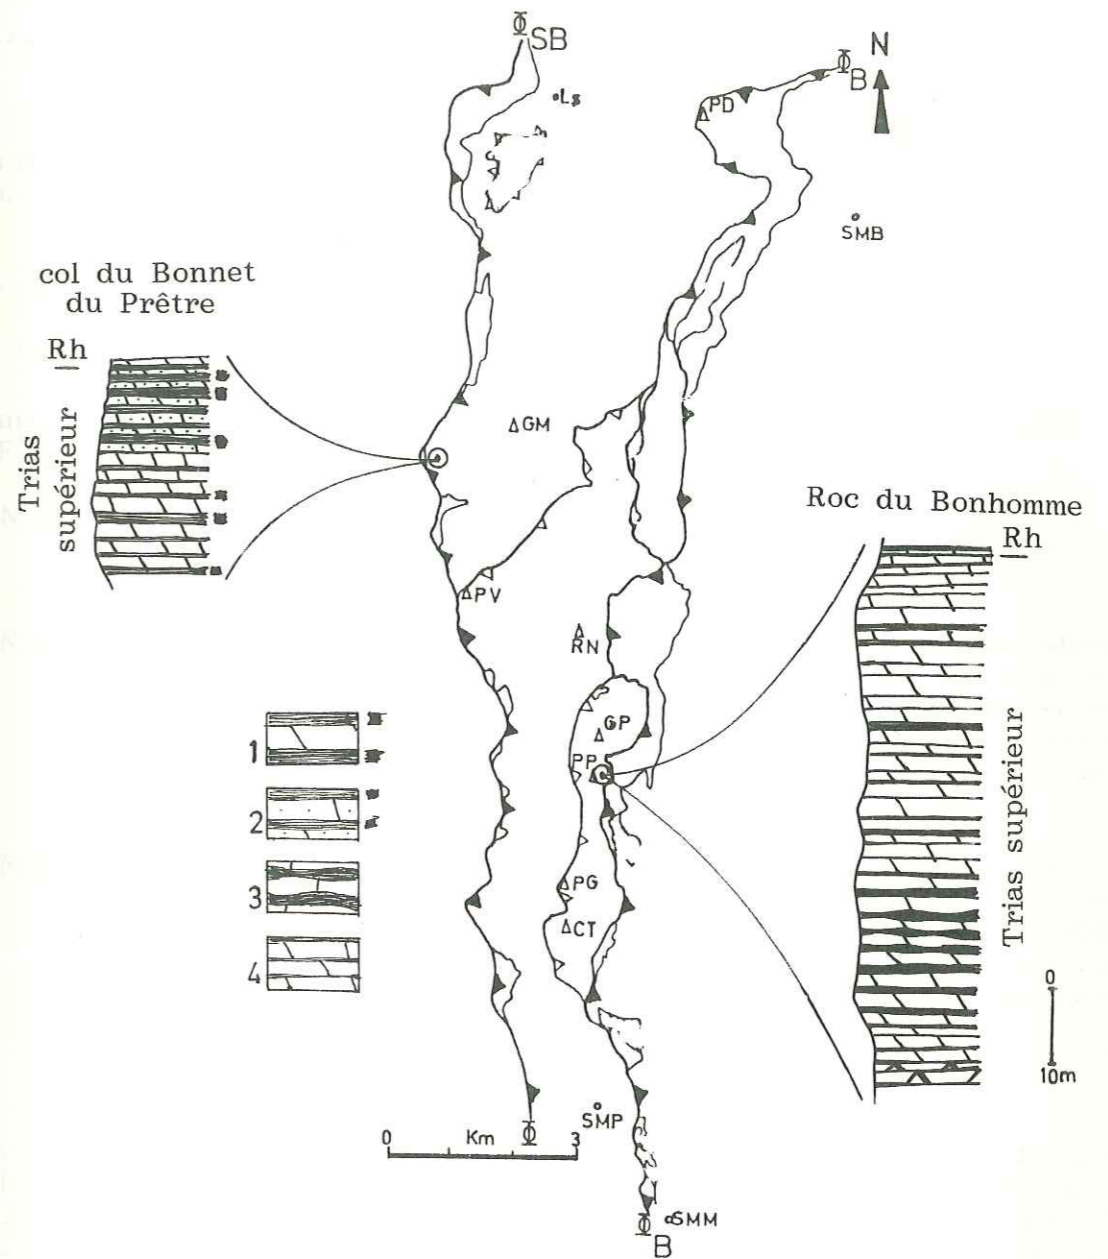 Φ
SB
Φ
B
N
Ls
PD
SMB
col du Bonnet
du Prêtre
Rh
Trias
supérieur
GM
Roc du Bonhomme
Rh
Trias supérieur
PV
RN
GP
PP
1
2
3
4
PG
CT
0
10m
SMP
0 Km 3
Φ
SMM
Φ
B